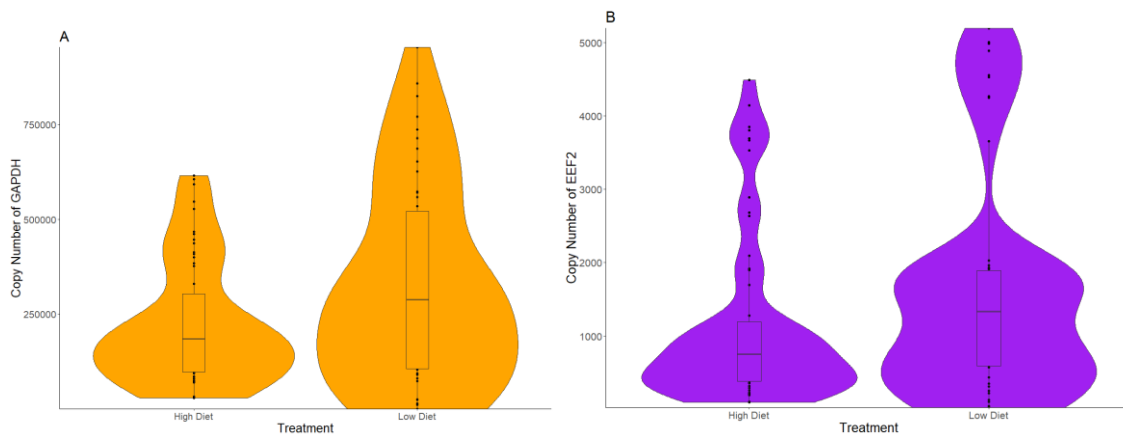 A
Copy Number of GAPDH
750000
500000
250000
High Diet
Low Diet
Treatment
B
Copy Number of EEF2
5000
4000
3000
2000
1000
High Diet
Low Diet
Treatment